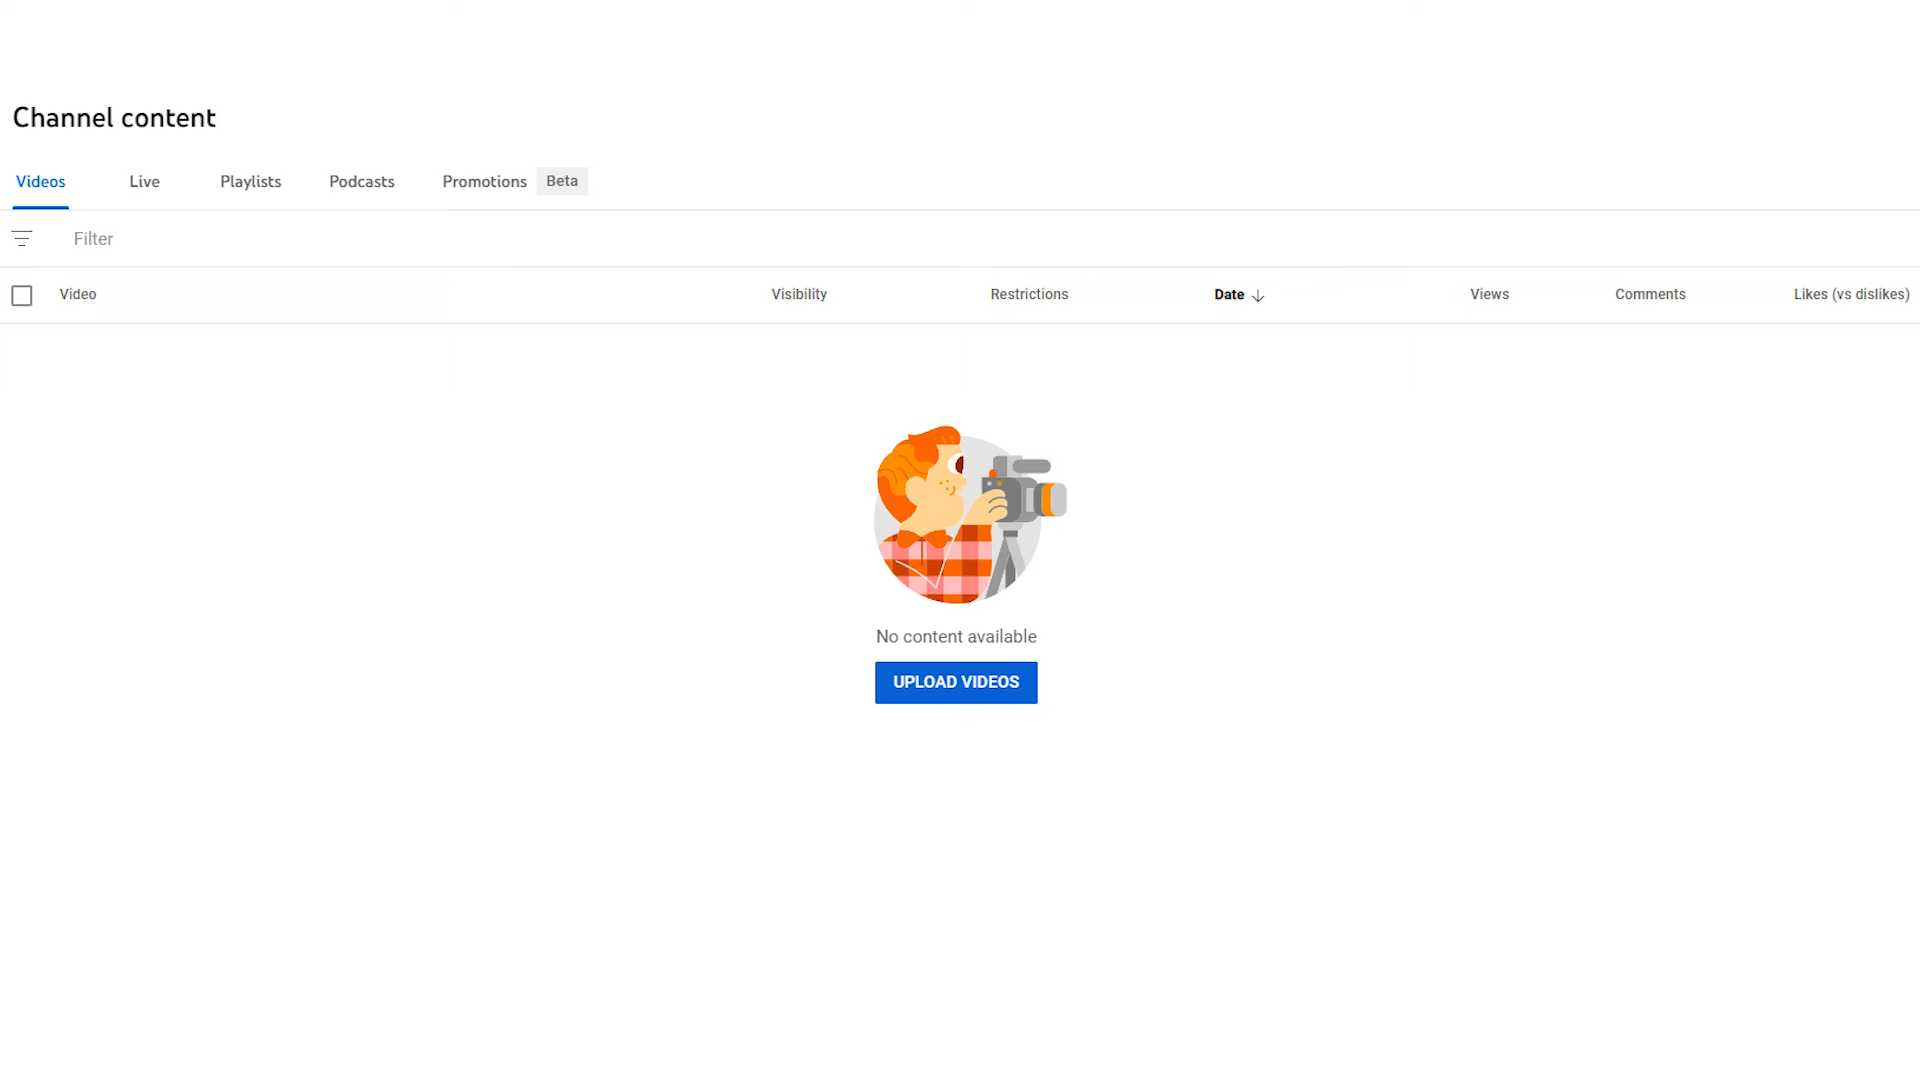 Channel content
Videos Live Playlists Podcasts Promotions Beta
Filter
Video Visibility Restrictions Date Views Comments Likes (vs dislikes)
No content available
UPLOAD VIDEOS